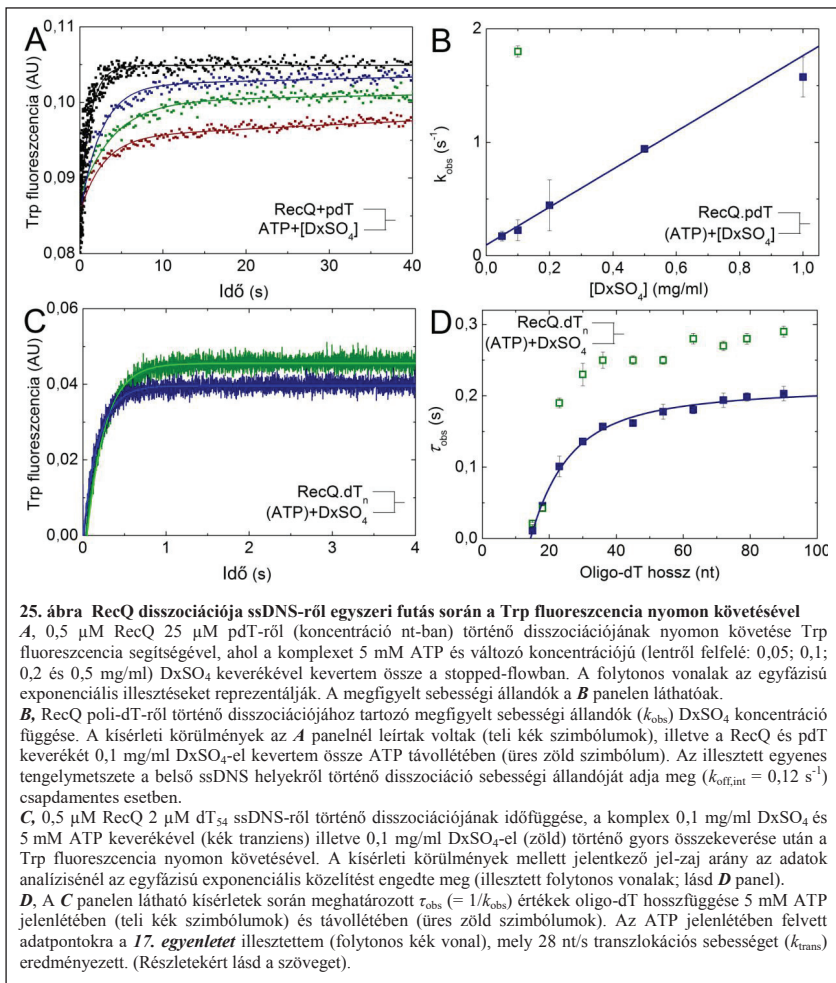 A
Trp fluoreszcencia (AU)
0,11
0,10
0,09
0,08
0
10
20
30
40
Idő (s)
RecQ+pdT
ATP+[DxSO4]
B
kobs (s-1)
2
1
0
0,0
0,2
0,4
0,6
0,8
1,0
[DxSO4] (mg/ml)
RecQ.pdT
(ATP)+[DxSO4]
C
Trp fluoreszcencia (AU)
0,06
0,04
0,02
0,00
0
1
2
3
4
Idő (s)
RecQ.dTn
(ATP)+DxSO4
D
τobs (s)
0,3
0,2
0,1
0,0
0
20
40
60
80
100
Oligo-dT hossz (nt)
RecQ.dTn
(ATP)+DxSO4
25. ábra RecQ disszociációja ssDNS-ről egyszeri futás során a Trp fluoreszcencia nyomon követésével
A, 0,5 µM RecQ 25 µM pdT-ről (koncentráció nt-ban) történő disszociációjának nyomon követése Trp
fluoreszcencia segítségével, ahol a komplexet 5 mM ATP és változó koncentrációjú (lentről felfelé: 0,05; 0,1;
0,2 és 0,5 mg/ml) DxSO4 keverékével kevertem össze a stopped-flowban. A folytonos vonalak az egyfázisú
exponenciális illesztéseket reprezentálják. A megfigyelt sebességi állandók a B panelen láthatóak.
B, RecQ poli-dT-ről történő disszociációjához tartozó megfigyelt sebességi állandók (kobs) DxSO4 koncentráció
függése. A kísérleti körülmények az A panelnél leírtak voltak (teli kék szimbólumok), illetve a RecQ és pdT
keverékét 0,1 mg/ml DxSO4-el kevertem össze ATP távollétében (üres zöld szimbólum). Az illesztett egyenes
tengelymetszete a belső ssDNS helyekről történő disszociáció sebességi állandóját adja meg (koff,int = 0,12 s-1)
csapdamentes esetben.
C, 0,5 µM RecQ 2 µM dT54 ssDNS-ről történő disszociációjának időfüggése, a komplex 0,1 mg/ml DxSO4 és
5 mM ATP keverékével (kék tranziens) illetve 0,1 mg/ml DxSO4-el (zöld) történő gyors összekeverése után a
Trp fluoreszcencia nyomon követésével. A kísérleti körülmények mellett jelentkező jel-zaj arány az adatok
analízisénél az egyfázisú exponenciális közelítést engedte meg (illesztett folytonos vonalak; lásd D panel).
D, A C panelen látható kísérletek során meghatározott τobs (= 1/kobs) értékek oligo-dT hosszfüggése 5 mM ATP
jelenlétében (teli kék szimbólumok) és távollétében (üres zöld szimbólumok). Az ATP jelenlétében felvett
adatpontokra a 17. egyenletet illesztettem (folytonos kék vonal), mely 28 nt/s transzlokációs sebességet (ktrans)
eredményezett. (Részletekért lásd a szöveget).